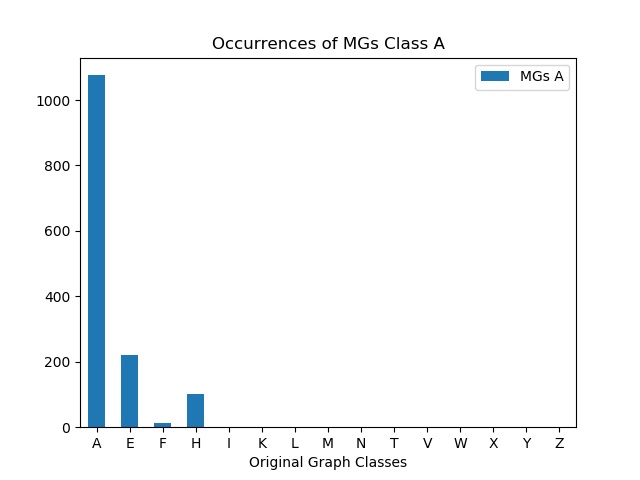 Occurrences of MGs Class A
MGs A
1000
800
600
400
200
0
A E F H I K L M N T V W X Y Z
Original Graph Classes